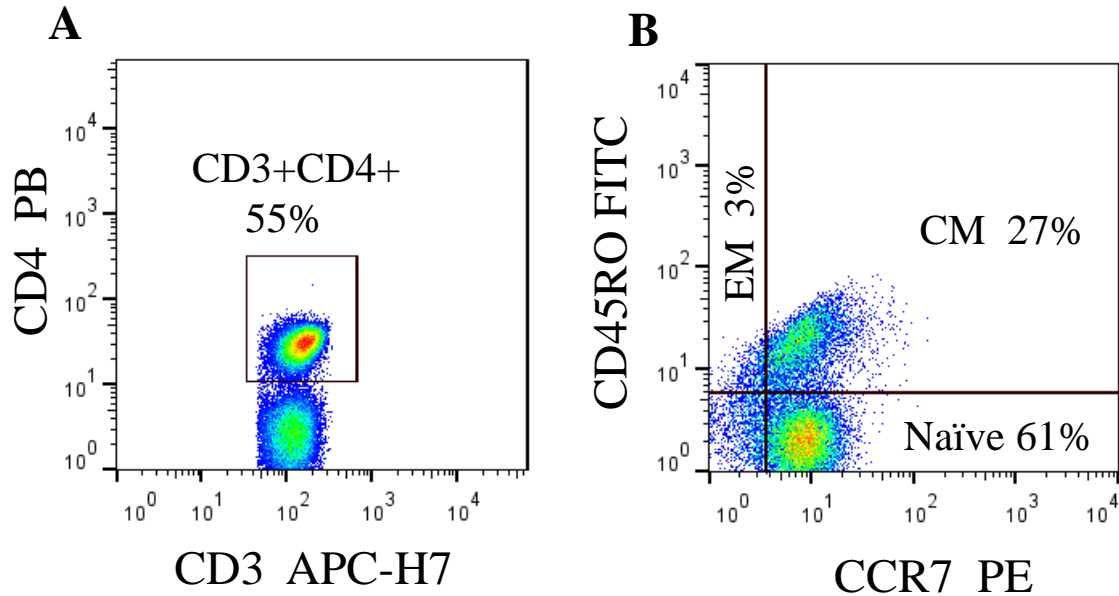 A
CD4 PB
10^4
10^3
10^2
10^1
10^0
CD3+CD4+
55%
10^0 10^1 10^2 10^3 10^4
CD3 APC-H7
B
CD45RO FITC
10^4
10^3
10^2
10^1
10^0
EM 3%
CM 27%
Naïve 61%
10^0 10^1 10^2 10^3 10^4
CCR7 PE